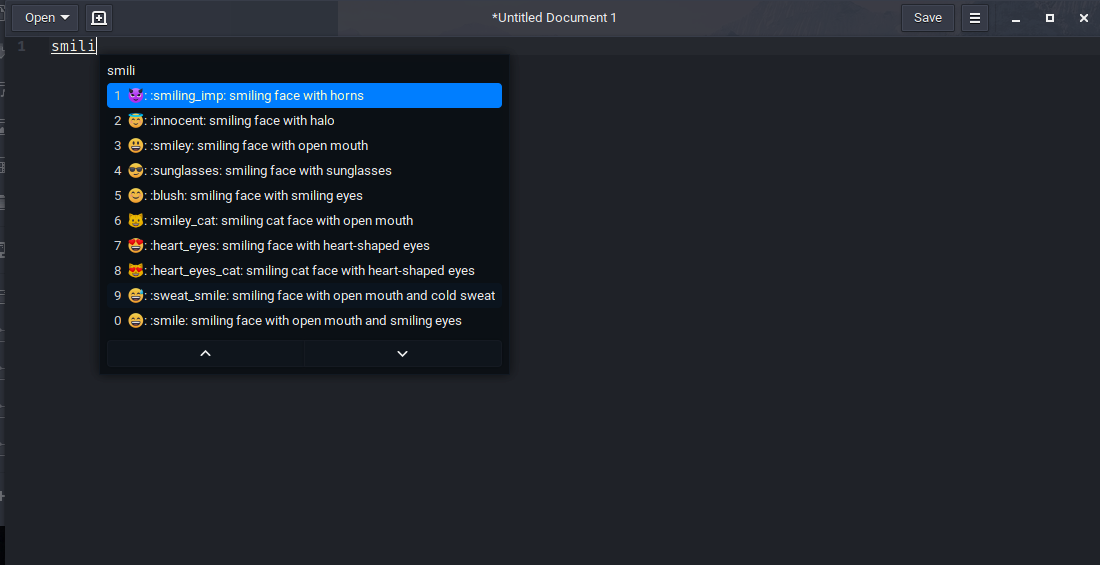 Open *Untitled Document 1 Save
1 smili
smili
1 😈: :smiling_imp: smiling face with horns
2 😇: :innocent: smiling face with halo
3 😃: :smiley: smiling face with open mouth
4 😎: :sunglasses: smiling face with sunglasses
5 😊: :blush: smiling face with smiling eyes
6 😺: :smiley_cat: smiling cat face with open mouth
7 😍: :heart_eyes: smiling face with heart-shaped eyes
8 😻: :heart_eyes_cat: smiling cat face with heart-shaped eyes
9 😅: :sweat_smile: smiling face with open mouth and cold sweat
0 😄: :smile: smiling face with open mouth and smiling eyes